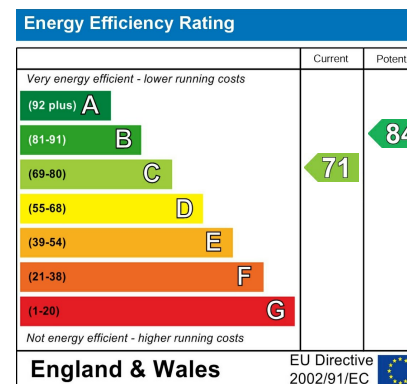 Energy Efficiency Rating
Current Potent
Very energy efficient - lower running costs
(92 plus) A
(81-91) B
84
(69-80) C
71
(55-68) D
(39-54) E
(21-38) F
(1-20) G
Not energy efficient - higher running costs
England & Wales
EU Directive
2002/91/EC